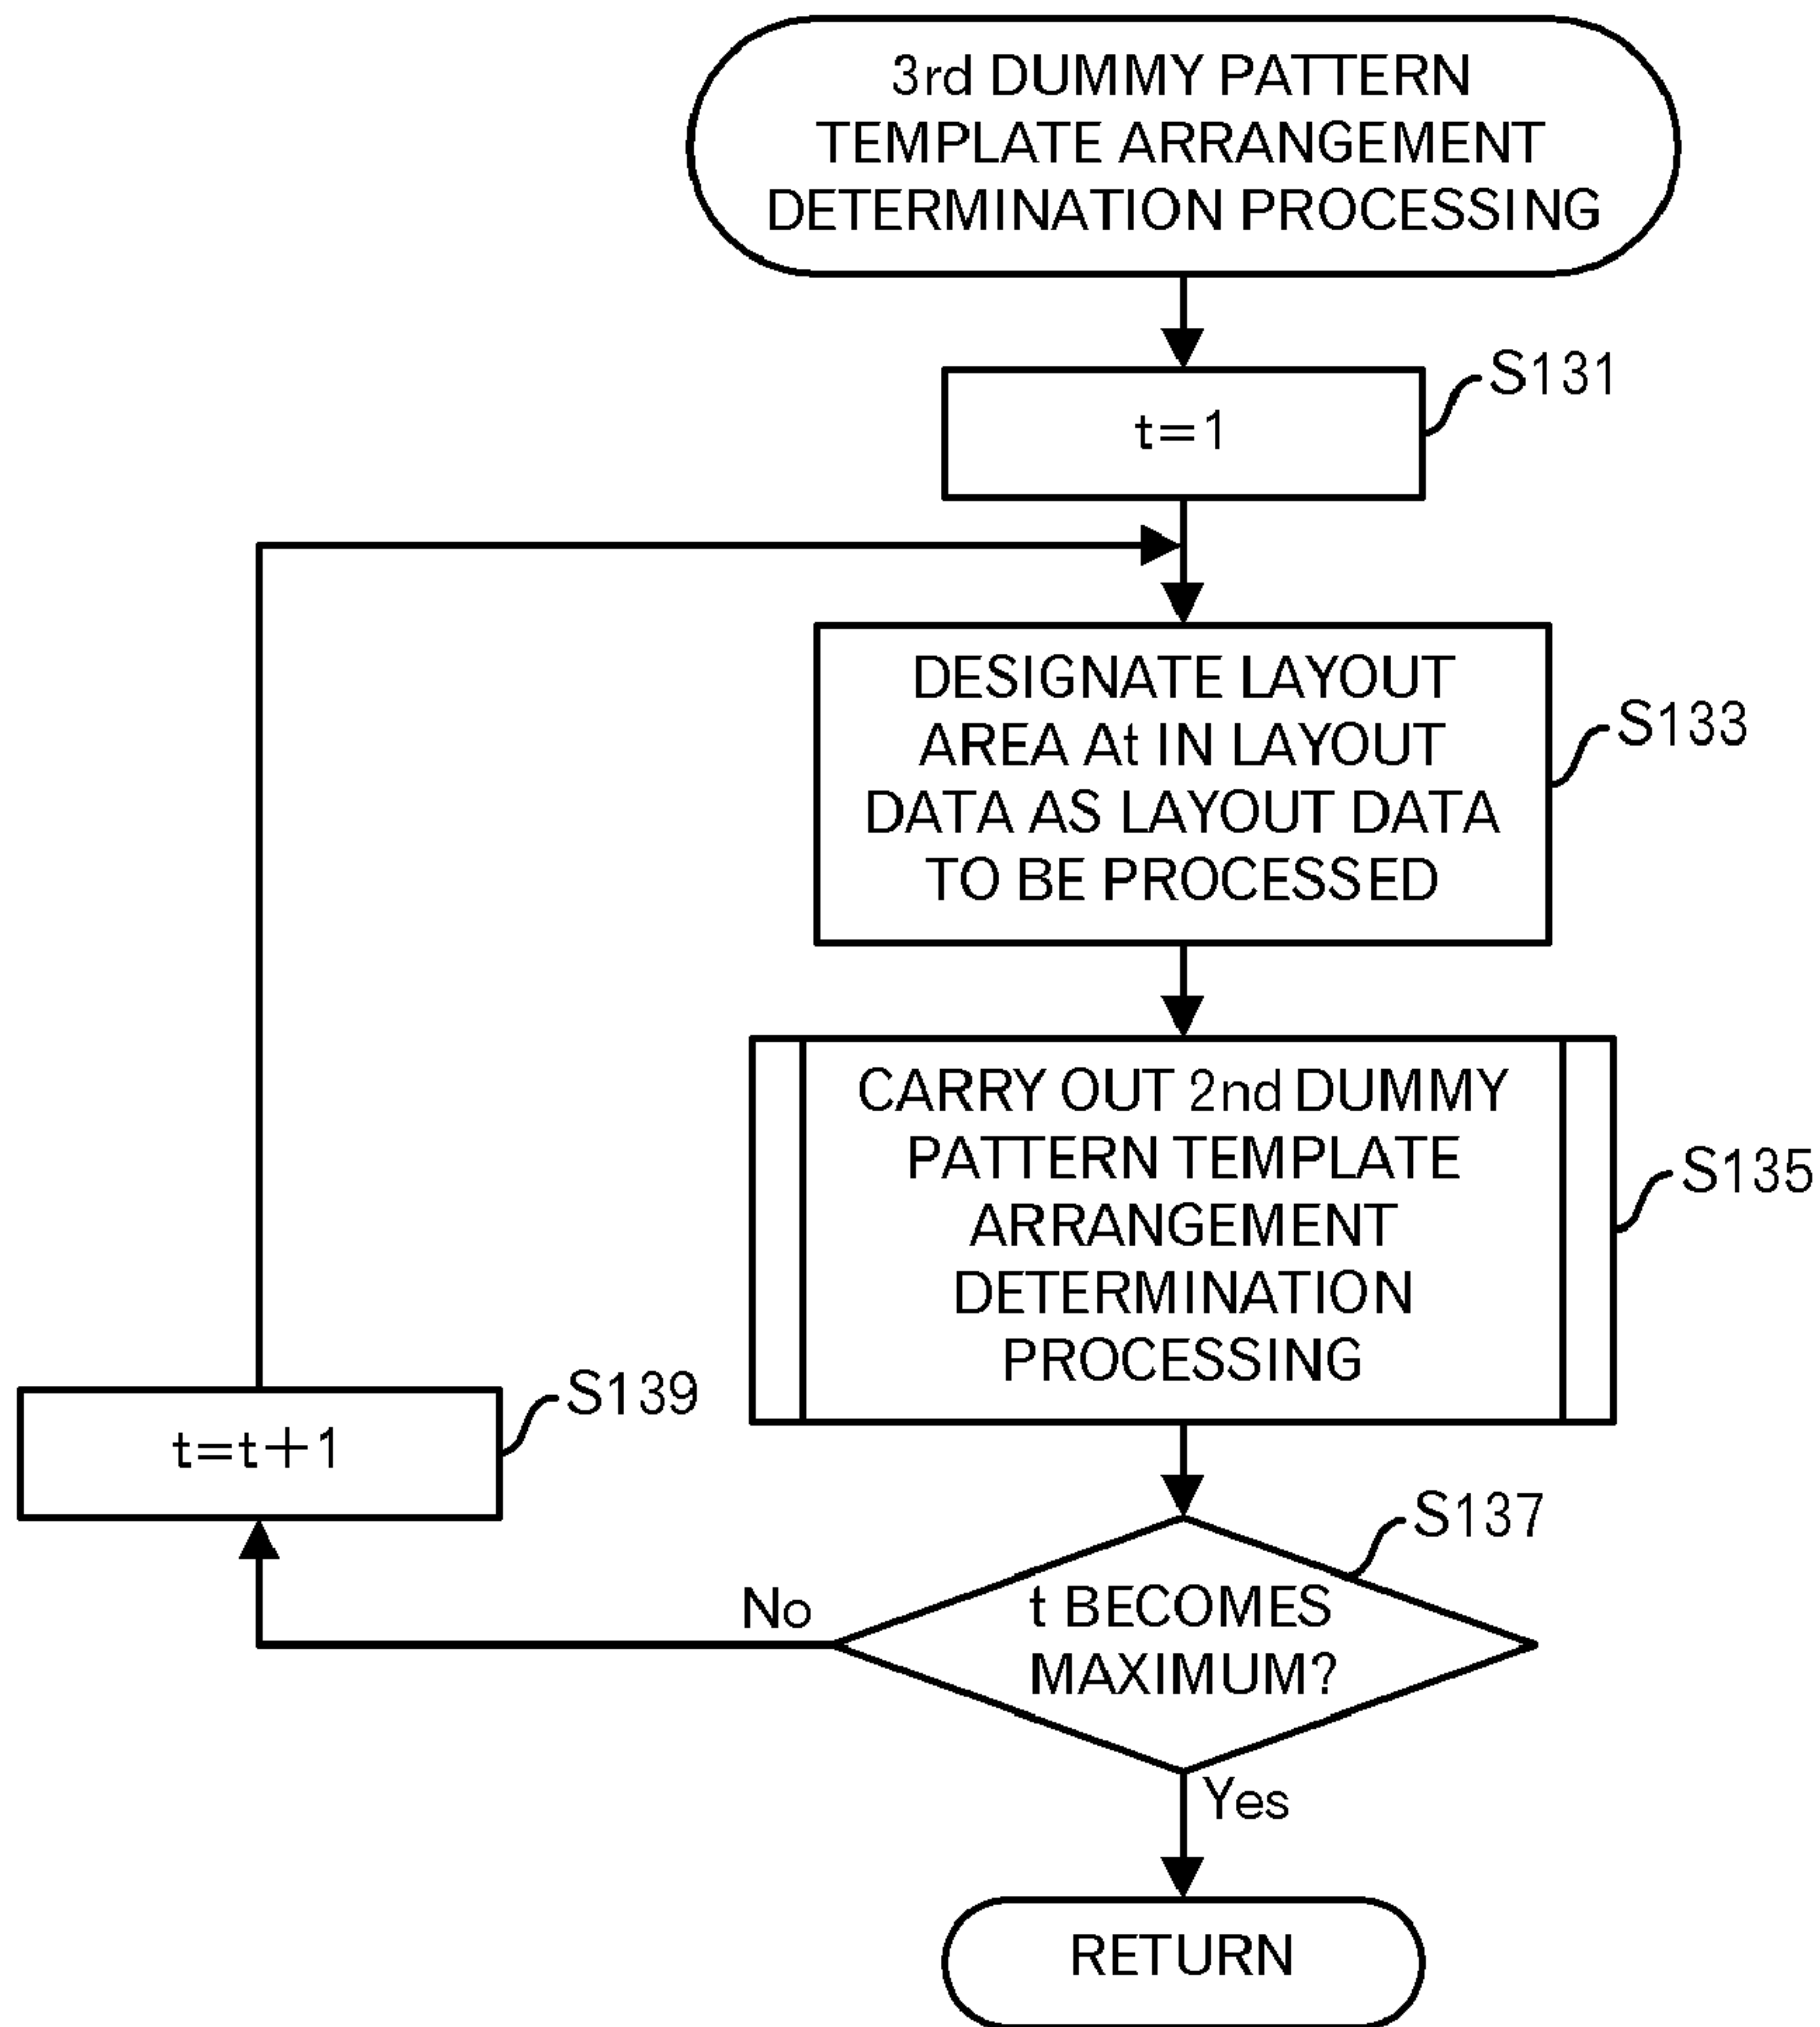 3rd DUMMY PATTERN
TEMPLATE ARRANGEMENT
DETERMINATION PROCESSING
S131
t=1
DESIGNATE LAYOUT
AREA At IN LAYOUT
DATA AS LAYOUT DATA
TO BE PROCESSED
S133
CARRY OUT 2nd DUMMY
PATTERN TEMPLATE
ARRANGEMENT
DETERMINATION
PROCESSING
S135
S139
t=t+1
S137
No
t BECOMES
MAXIMUM?
Yes
RETURN